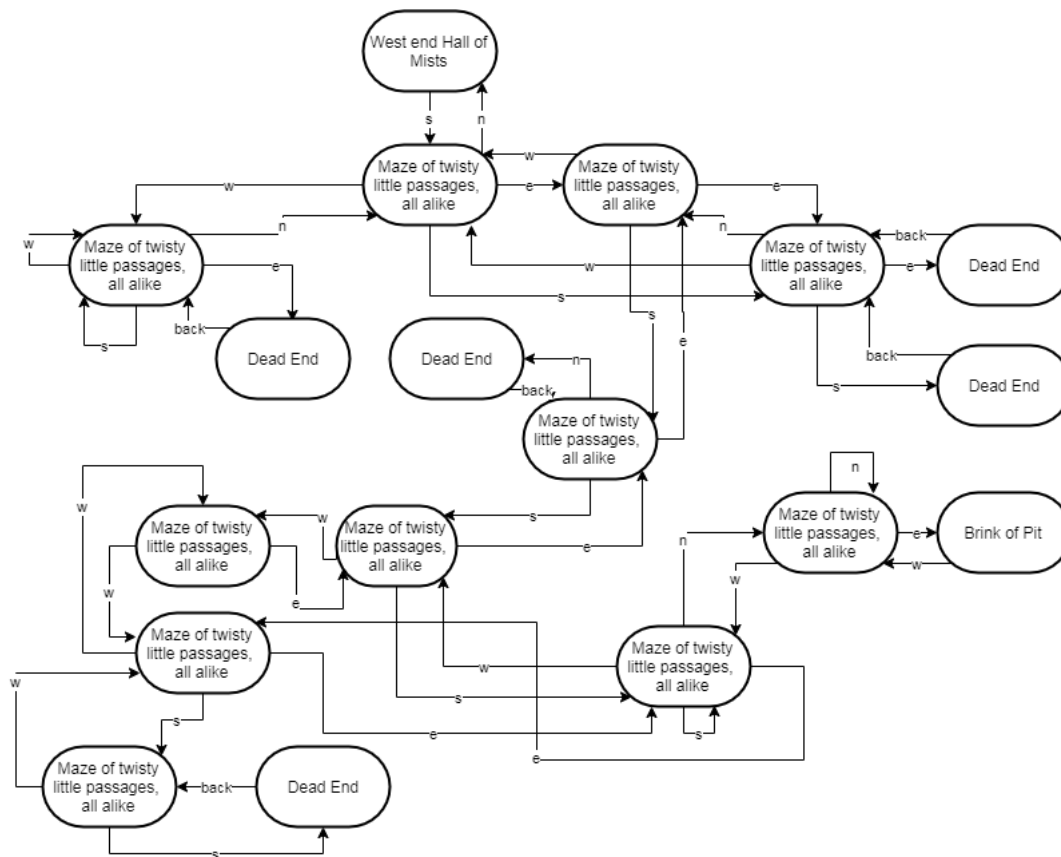 West end Hall of
Mists
s
n
Maze of twisty
little passages,
all alike
w
e
Maze of twisty
little passages,
all alike
w
e
n
n
w
Maze of twisty
little passages,
all alike
e
s
w
s
Maze of twisty
little passages,
all alike
back
e
Dead End
s
back
Dead End
Dead End
n
back
s
e
back
s
Dead End
Maze of twisty
little passages,
all alike
w
s
n
Maze of twisty
little passages,
all alike
w
Maze of twisty
little passages,
all alike
e
n
Maze of twisty
little passages,
all alike
e
w
Brink of Pit
w
e
w
Maze of twisty
little passages,
all alike
w
Maze of twisty
little passages,
all alike
w
s
s
e
s
e
Maze of twisty
little passages,
all alike
back
Dead End
s